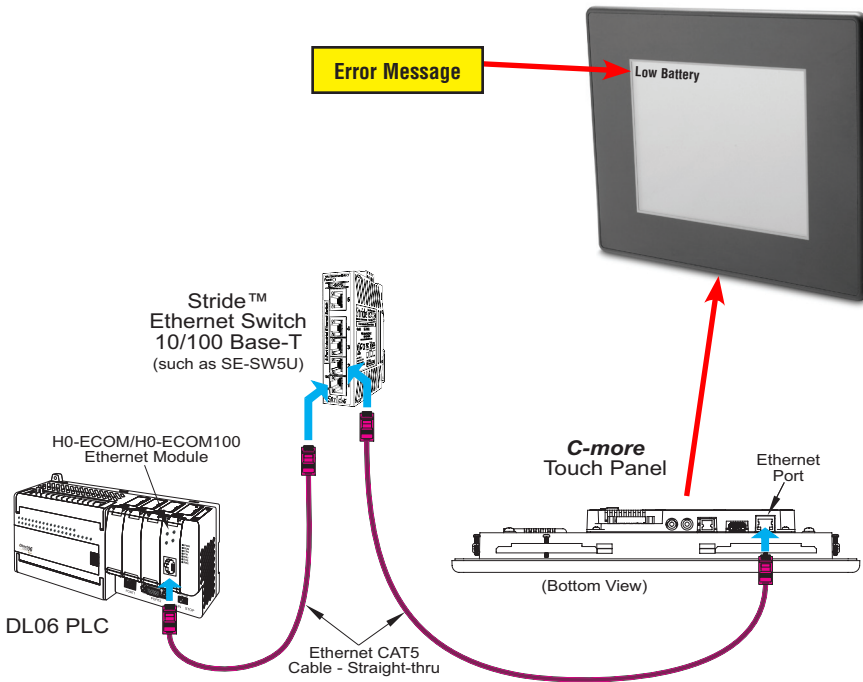 Error Message
Low Battery
Stride™
Ethernet Switch
10/100 Base-T
(such as SE-SW5U)
H0-ECOM/H0-ECOM100
Ethernet Module
C-more
Touch Panel
Ethernet
Port
(Bottom View)
DL06 PLC
Ethernet CAT5
Cable - Straight-thru